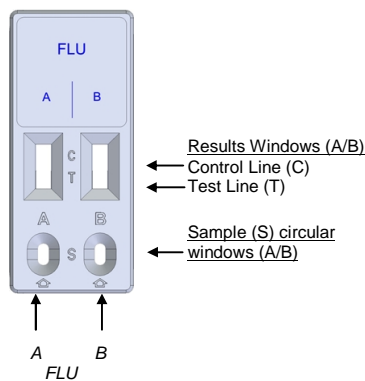 FLU
A B
C
T
Results Windows (A/B)
Control Line (C)
Test Line (T)
A B
S
Sample (S) circular
windows (A/B)
A B
FLU